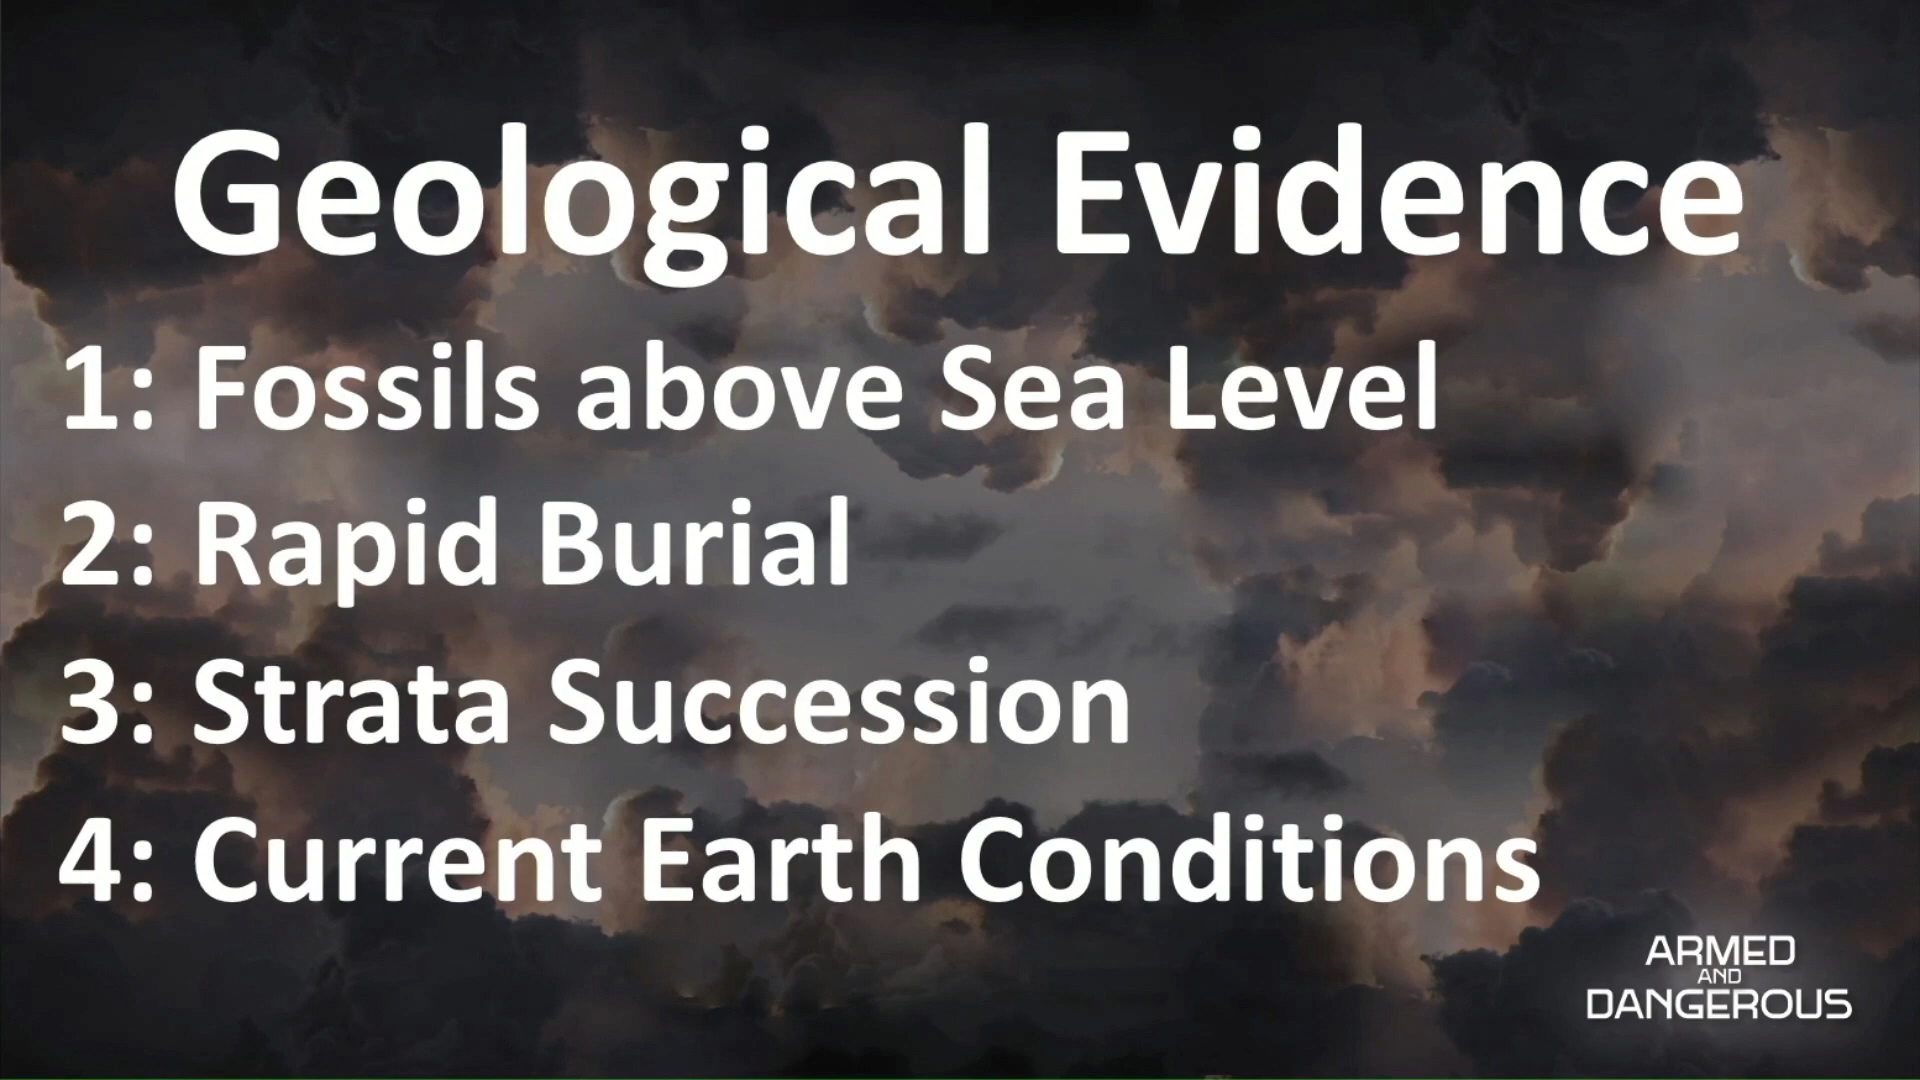 Geological Evidence
1: Fossils above Sea Level
2: Rapid Burial
3: Strata Succession
4: Current Earth Conditions
ARMED
AND
DANGEROUS